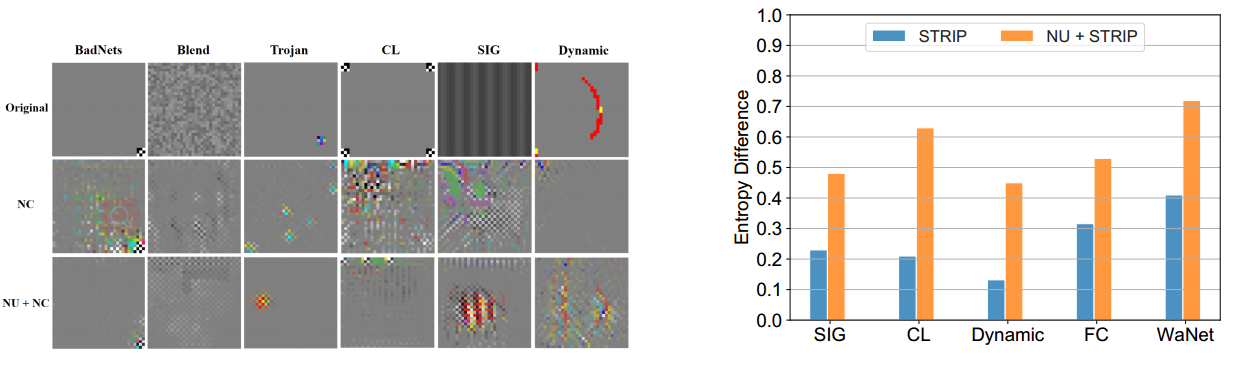 BadNets Blend Trojan CL SIG Dynamic
Original
NC
NU + NC
1.0
0.9
0.8
0.7
0.6
0.5
0.4
0.3
0.2
0.1
0.0
Entropy Difference
STRIP NU + STRIP
SIG CL Dynamic FC WaNet